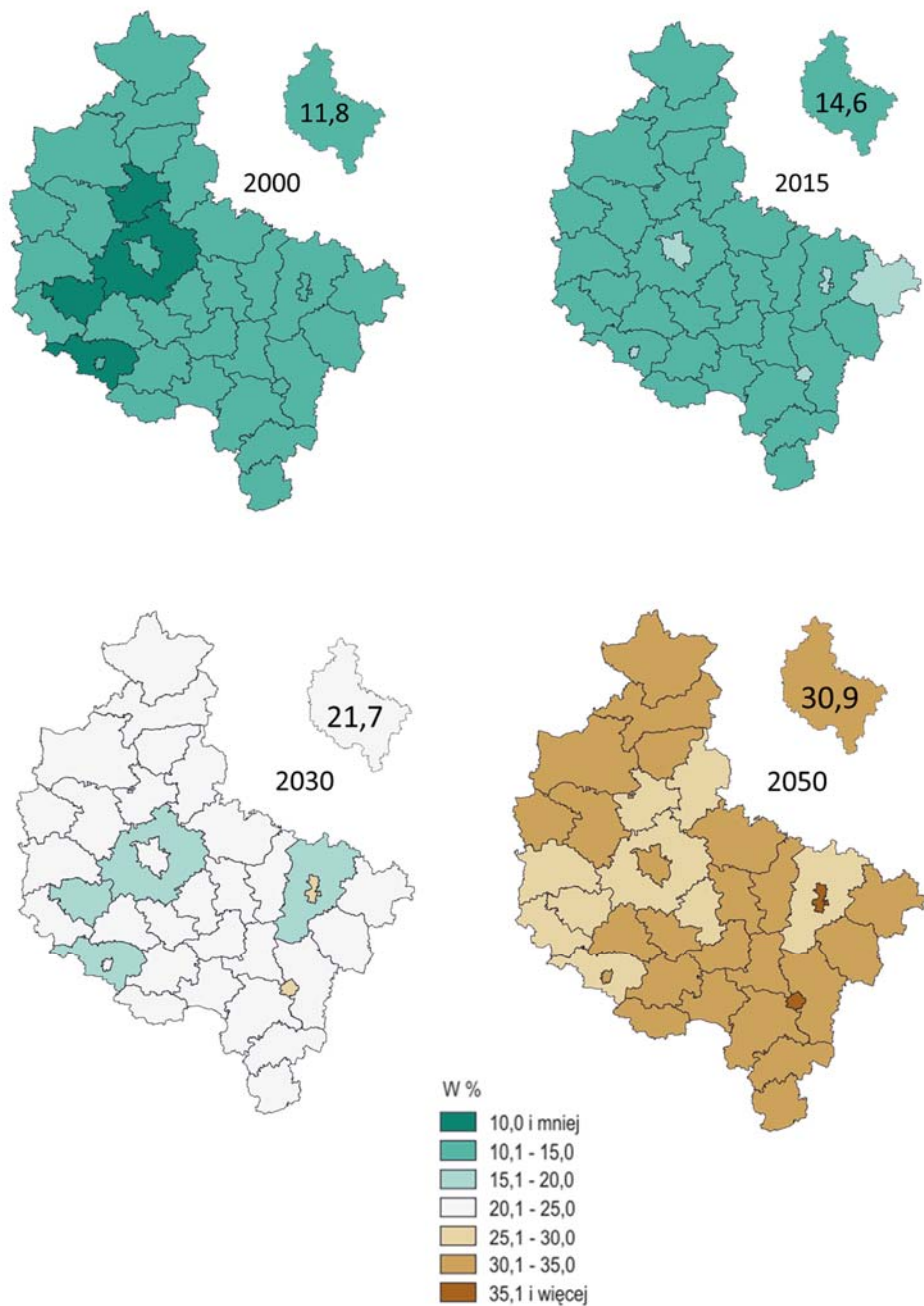 11,8
2000
14,6
2015
21,7
2030
30,9
2050
W %
10,0 i mniej
10,1 - 15,0
15,1 - 20,0
20,1 - 25,0
25,1 - 30,0
30,1 - 35,0
35,1 i więcej